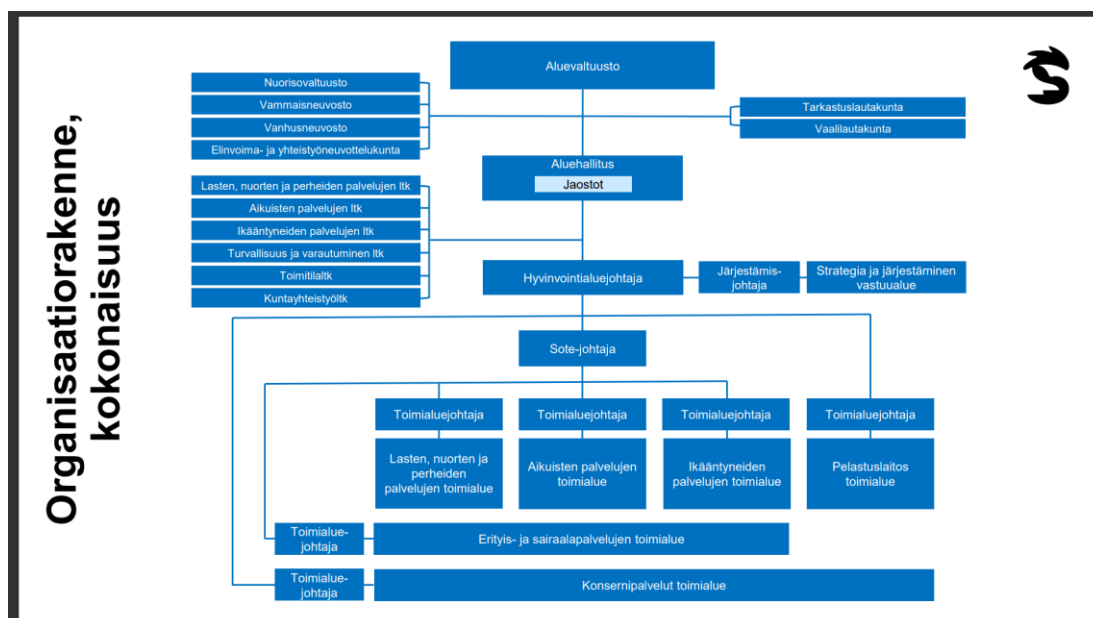 Organisaatiorakenne,
kokonaisuus
Aluevaltuusto
Nuorisovaltuusto
Vammaisneuvosto
Vanhusneuvosto
Elinvoima- ja yhteistyöneuvottelukunta
Tarkastuslautakunta
Vaalilautakunta
Aluehallitus
Jaostot
Lasten, nuorten ja perheiden palvelujen ltk
Aikuisten palvelujen ltk
Ikääntyneiden palvelujen ltk
Turvallisuus ja varautuminen ltk
Toimitilaltk
Kuntayhteistyöltk
Hyvinvointialuejohtaja
Järjestämis-
johtaja
Strategia ja järjestäminen
vastuualue
Sote-johtaja
Toimialuejohtaja
Toimialuejohtaja
Toimialuejohtaja
Toimialuejohtaja
Lasten, nuorten ja
perheiden
palvelujen toimialue
Aikuisten palvelujen
toimialue
Ikääntyneiden
palvelujen toimialue
Pelastuslaitos
toimialue
Toimialue-
johtaja
Erityis- ja sairaalapalvelujen toimialue
Toimialue-
johtaja
Konsernipalvelut toimialue